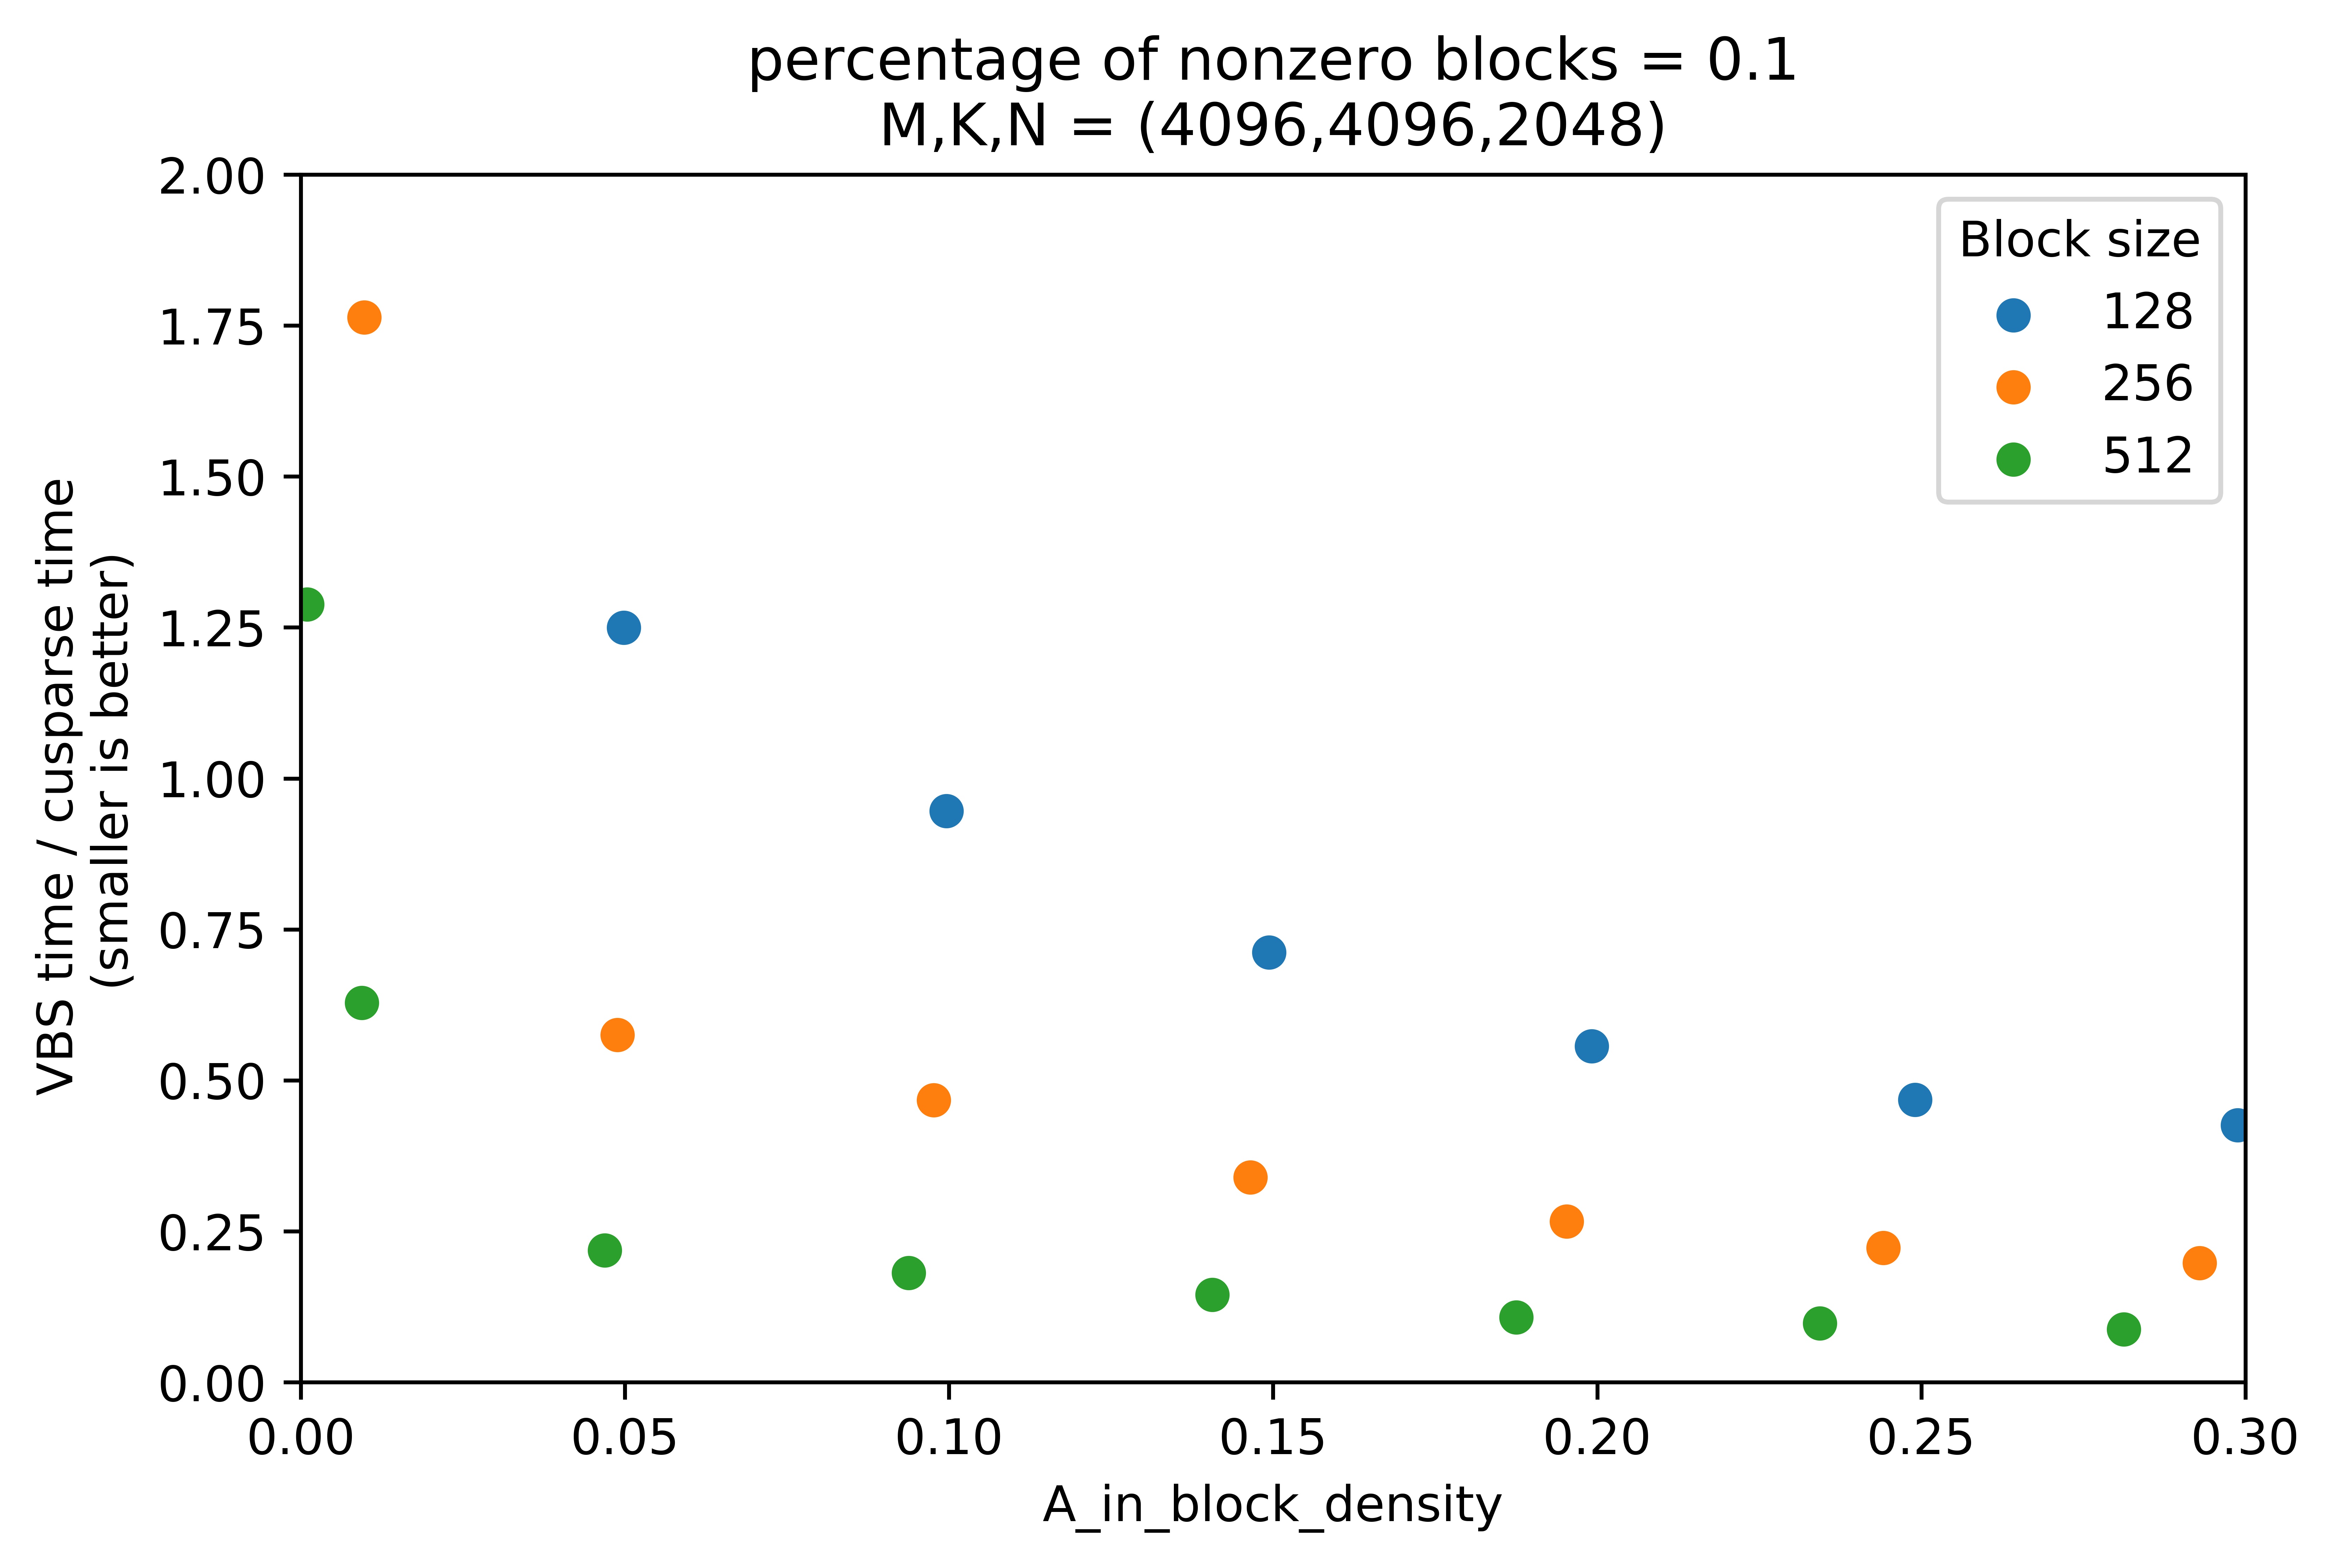 percentage of nonzero blocks = 0.1
M,K,N = (4096,4096,2048)
VBS time / cusparse time
(smaller is better)
2.00
1.75
1.50
1.25
1.00
0.75
0.50
0.25
0.00
Block size
128
256
512
0.00 0.05 0.10 0.15 0.20 0.25 0.30
A_in_block_density